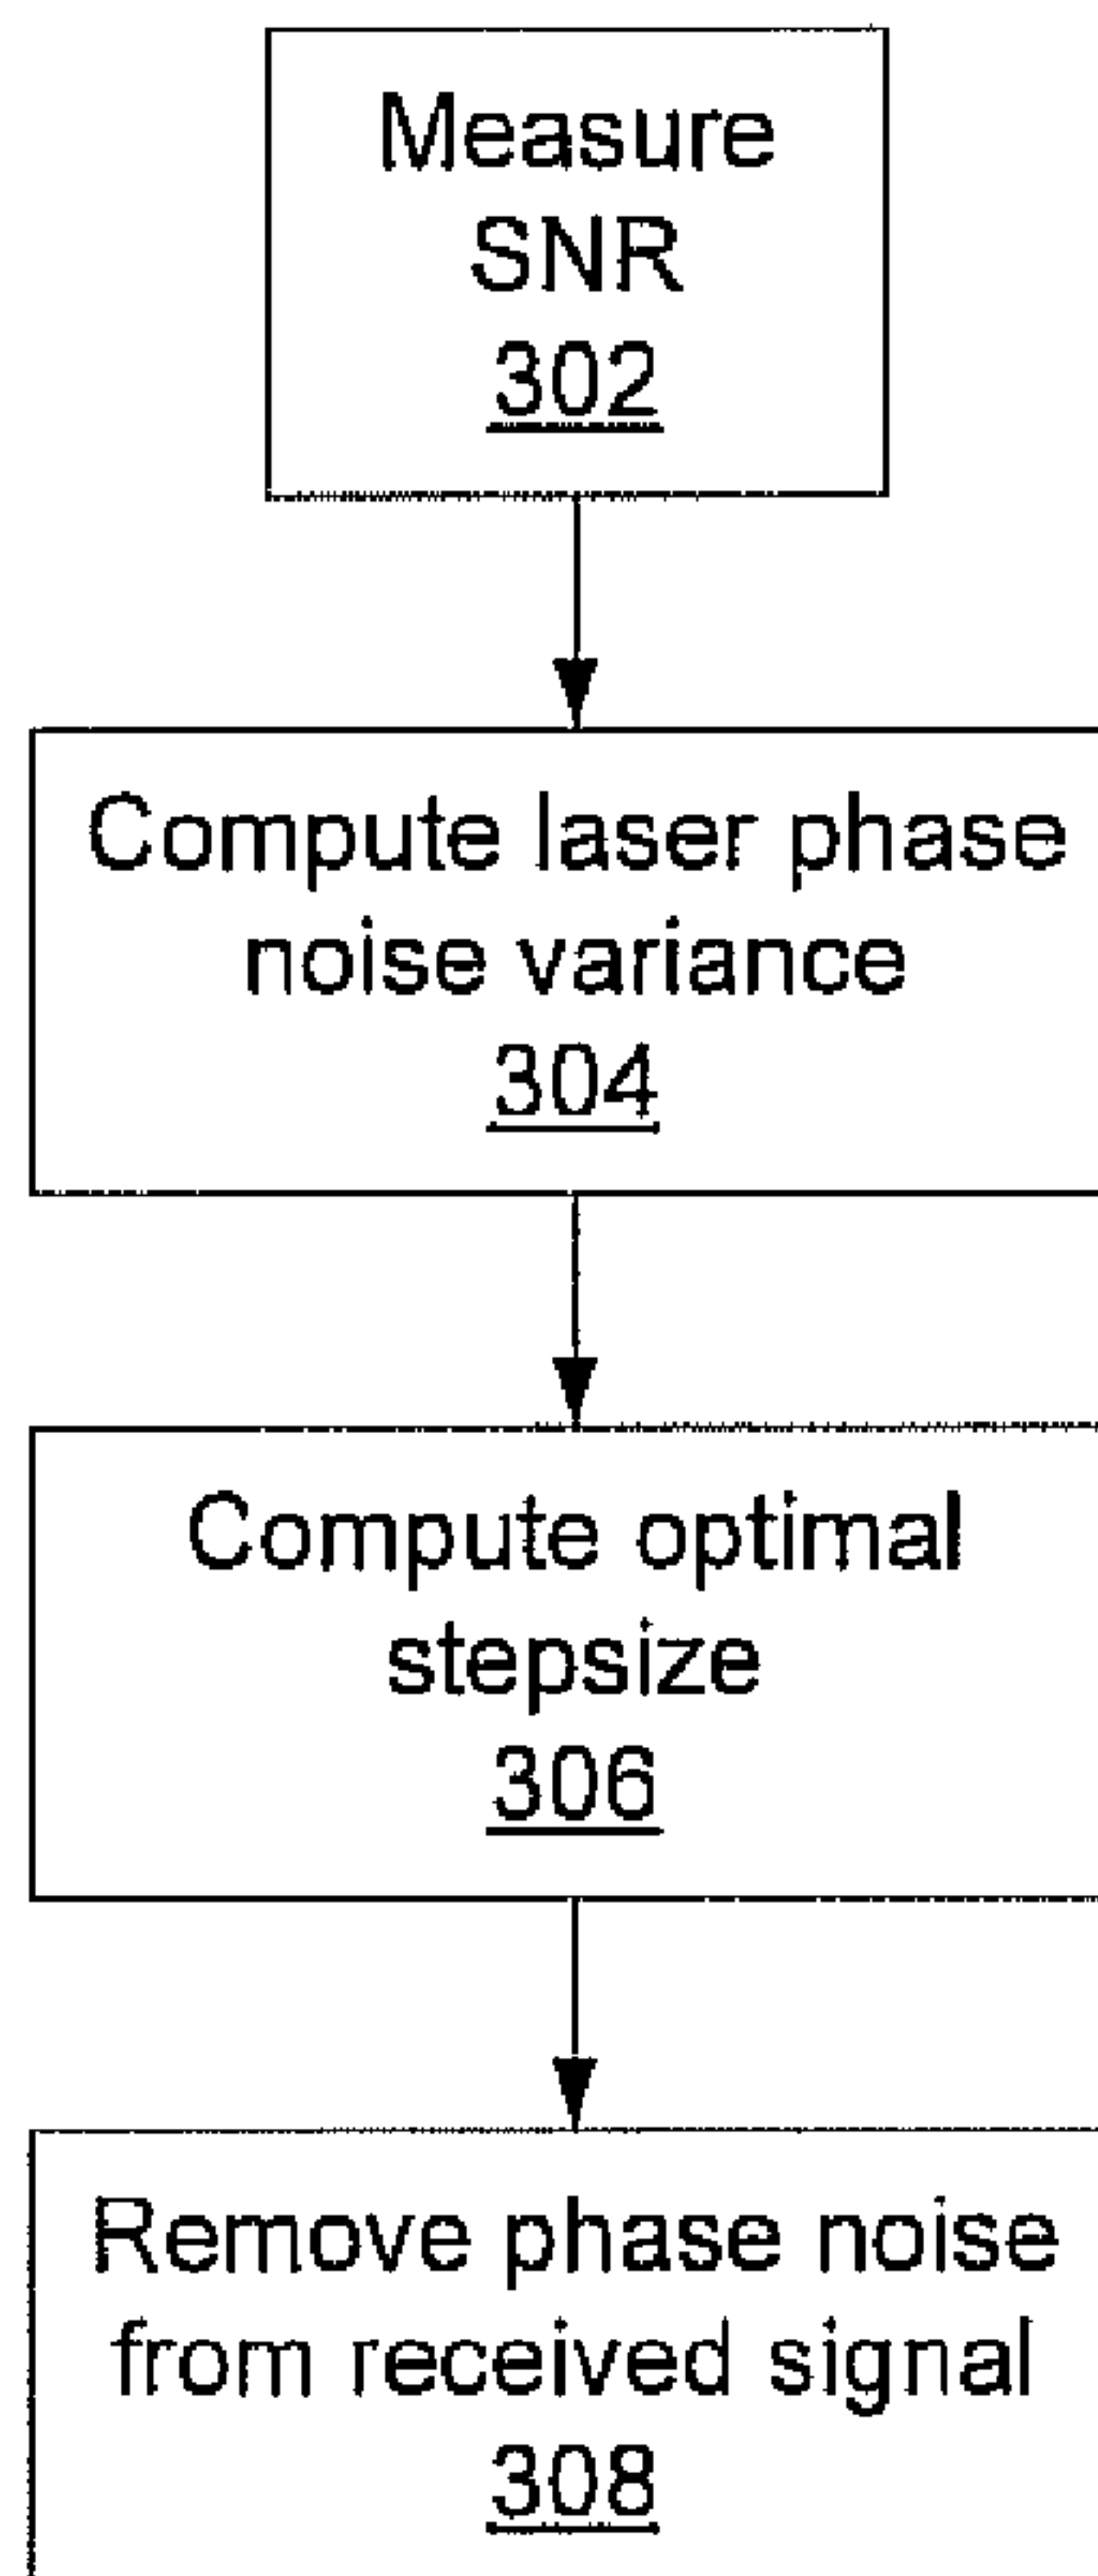 Measure
SNR
302
Compute laser phase
noise variance
304
Compute optimal
stepsize
306
Remove phase noise
from received signal
308